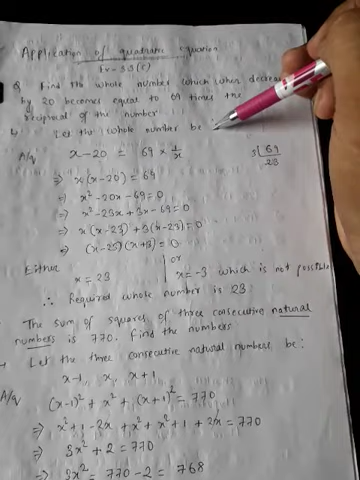 Application of quadratic equation
Ex - 33(c)
Q Find the whole number which when decrea
by 20 becomes equal to 69 times the
reciprocal of the number
Let the whole number be
A/q x - 20 = 69 × 1/x
3 | 69
23
⇒ x(x-20) = 69
⇒ x² - 20x - 69 = 0
⇒ x² - 23x + 3x - 69 = 0
⇒ x(x-23) + 3(x-23) = 0
⇒ (x-23)(x+3) = 0
Either
x = 23
or
x = -3 which is not possible
∴ Required whole number is 23
The sum of squares of three consecutive natural
numbers is 770. Find the numbers
Let the three consecutive natural numbers be:
x-1, x, x+1
A/q
(x-1)² + x² + (x+1)² = 770
⇒ x² + 1 - 2x + x² + x² + 1 + 2x = 770
⇒ 3x² + 2 = 770
⇒ 3x² = 770 - 2 = 768